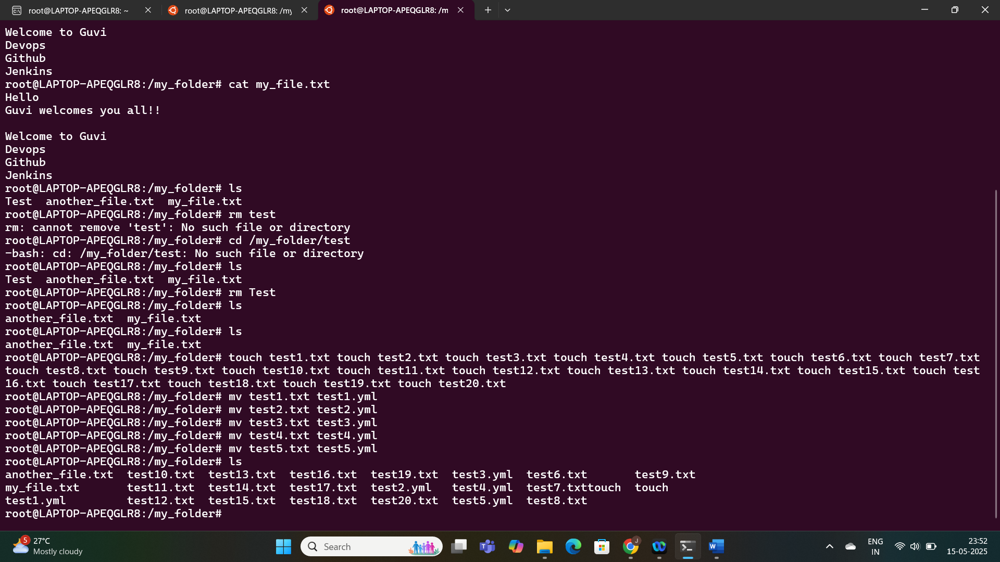 root@LAPTOP-APEQGLR8: ~
root@LAPTOP-APEQGLR8: /my
root@LAPTOP-APEQGLR8: /m
Welcome to Guvi
Devops
Github
Jenkins
root@LAPTOP-APEQGLR8:/my_folder# cat my_file.txt
Hello
Guvi welcomes you all!!

Welcome to Guvi
Devops
Github
Jenkins
root@LAPTOP-APEQGLR8:/my_folder# ls
Test  another_file.txt  my_file.txt
root@LAPTOP-APEQGLR8:/my_folder# rm test
rm: cannot remove 'test': No such file or directory
root@LAPTOP-APEQGLR8:/my_folder# cd /my_folder/test
-bash: cd: /my_folder/test: No such file or directory
root@LAPTOP-APEQGLR8:/my_folder# ls
Test  another_file.txt  my_file.txt
root@LAPTOP-APEQGLR8:/my_folder# rm Test
root@LAPTOP-APEQGLR8:/my_folder# ls
another_file.txt  my_file.txt
root@LAPTOP-APEQGLR8:/my_folder# ls
another_file.txt  my_file.txt
root@LAPTOP-APEQGLR8:/my_folder# touch test1.txt touch test2.txt touch test3.txt touch test4.txt touch test5.txt touch test6.txt touch test7.txt
touch test8.txt touch test9.txt touch test10.txt touch test11.txt touch test12.txt touch test13.txt touch test14.txt touch test15.txt touch test
16.txt touch test17.txt touch test18.txt touch test19.txt touch test20.txt
root@LAPTOP-APEQGLR8:/my_folder# mv test1.txt test1.yml
root@LAPTOP-APEQGLR8:/my_folder# mv test2.txt test2.yml
root@LAPTOP-APEQGLR8:/my_folder# mv test3.txt test3.yml
root@LAPTOP-APEQGLR8:/my_folder# mv test4.txt test4.yml
root@LAPTOP-APEQGLR8:/my_folder# mv test5.txt test5.yml
root@LAPTOP-APEQGLR8:/my_folder# ls
another_file.txt  test10.txt  test13.txt  test16.txt  test19.txt  test3.yml  test6.txt       test9.txt
my_file.txt       test11.txt  test14.txt  test17.txt  test2.yml   test4.yml  test7.txttouch  touch
test1.yml         test12.txt  test15.txt  test18.txt  test20.txt  test5.yml  test8.txt
root@LAPTOP-APEQGLR8:/my_folder#
5
27°C
Mostly cloudy
Search
J
ENG
IN
23:52
15-05-2025